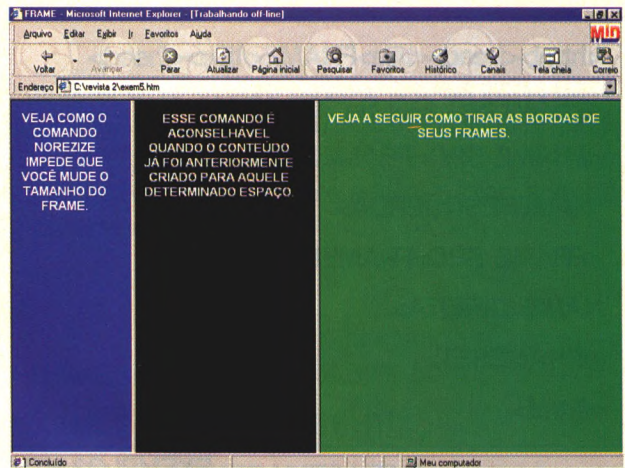 FRAME - Microsoft Internet Explorer - [Trabalhando off-line]
Arquivo Editar Exibir Ir Favoritos Ajuda
MID
Voltar Avançar Parar Atualizar Página inicial Pesquisar Favoritos Histórico Canais Tela cheia Correio
Endereço C:\revista 2\exem5.htm
VEJA COMO O
COMANDO
NOREZIZE
IMPEDE QUE
VOCÊ MUDE O
TAMANHO DO
FRAME.
ESSE COMANDO É
ACONSELHÁVEL
QUANDO O CONTEÚDO
JÁ FOI ANTERIORMENTE
CRIADO PARA AQUELE
DETERMINADO ESPAÇO.
VEJA A SEGUIR COMO TIRAR AS BORDAS DE
SEUS FRAMES.
Concluído Meu computador